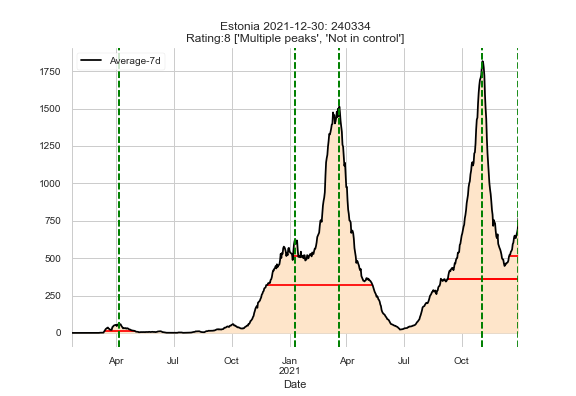 Estonia 2021-12-30: 240334
Rating:8 ['Multiple peaks', 'Not in control']
Average-7d
1750
1500
1250
1000
750
500
250
0
Apr Jul Oct Jan Apr Jul Oct
2021
Date